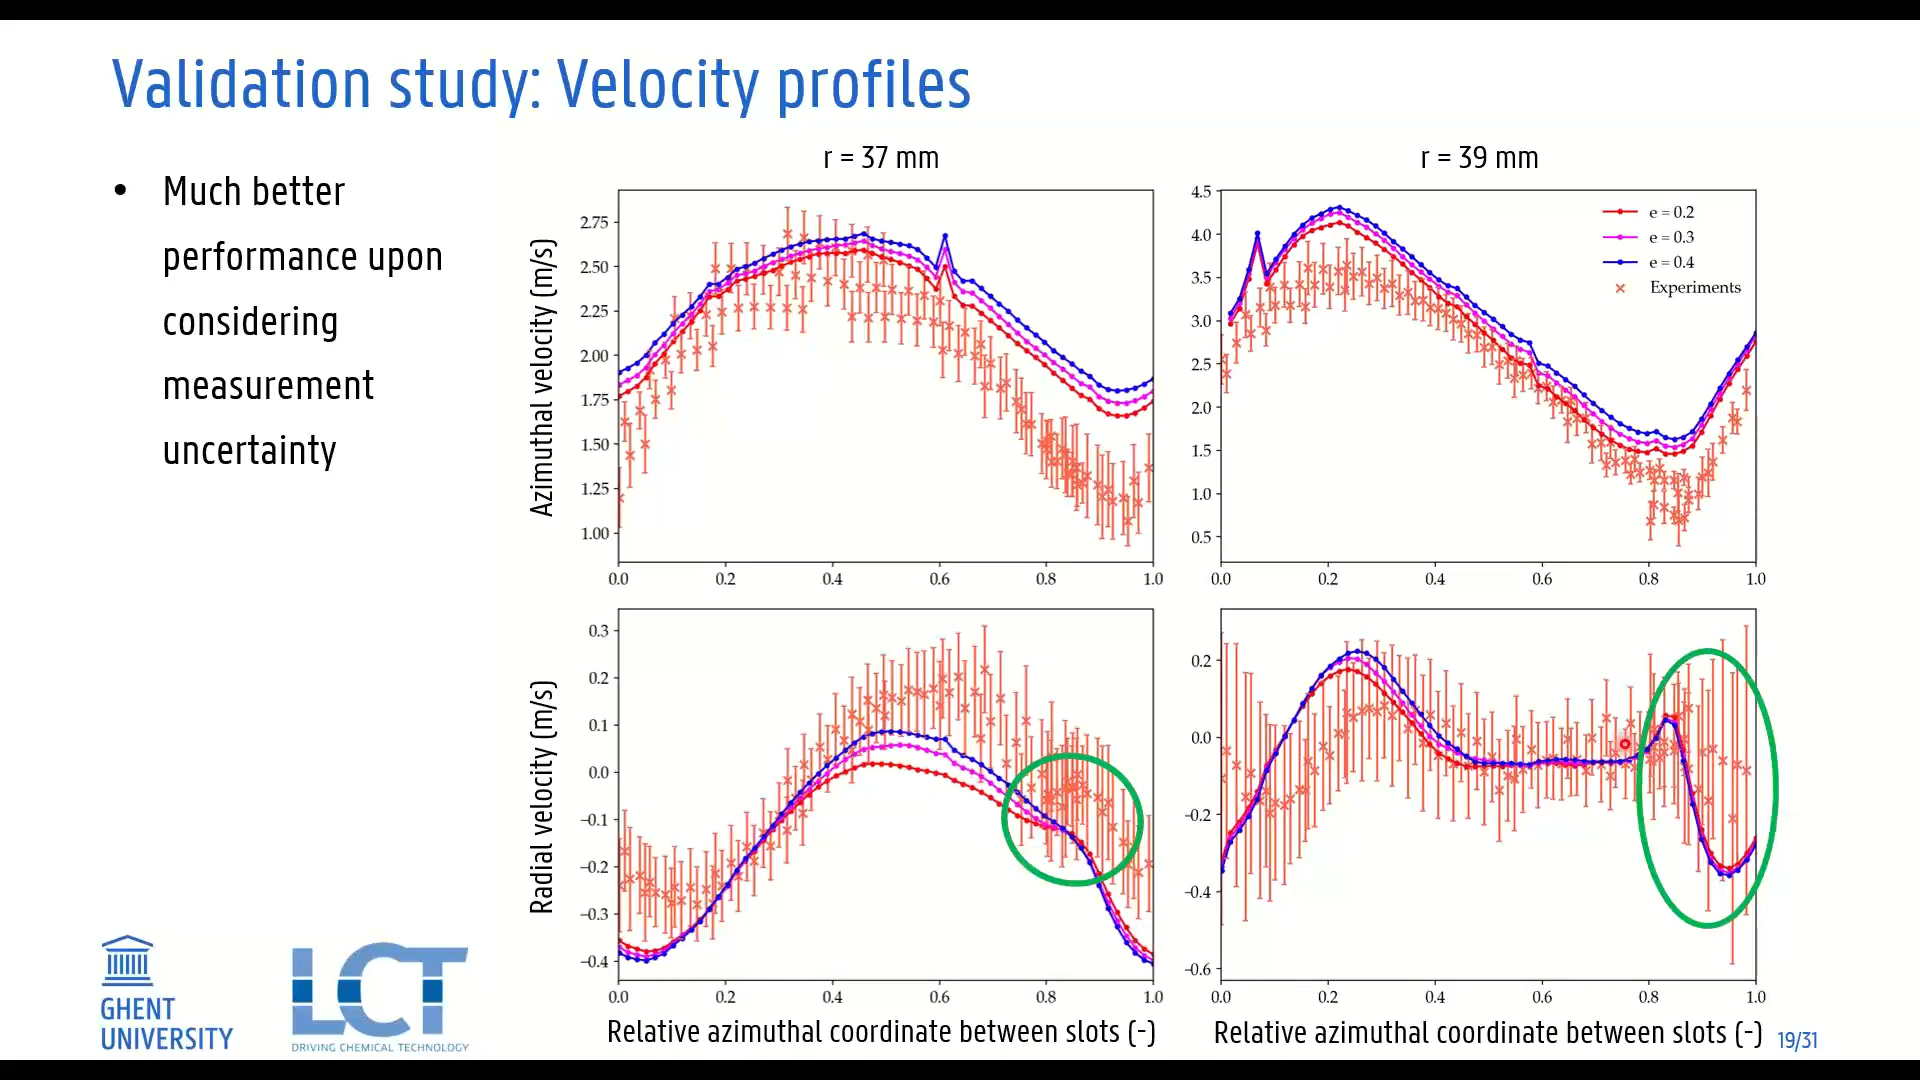 Validation study: Velocity profiles
• Much better
performance upon
considering
measurement
uncertainty
r = 37 mm
r = 39 mm
Azimuthal velocity (m/s)
2.75
2.50
2.25
2.00
1.75
1.50
1.25
1.00
0.0 0.2 0.4 0.6 0.8 1.0
4.5
4.0
3.5
3.0
2.5
2.0
1.5
1.0
0.5
0.0 0.2 0.4 0.6 0.8 1.0
e = 0.2
e = 0.3
e = 0.4
Experiments
Radial velocity (m/s)
0.3
0.2
0.1
0.0
−0.1
−0.2
−0.3
−0.4
0.0 0.2 0.4 0.6 0.8 1.0
Relative azimuthal coordinate between slots (-)
0.2
0.0
−0.2
−0.4
−0.6
0.0 0.2 0.4 0.6 0.8 1.0
Relative azimuthal coordinate between slots (-)
GHENT
UNIVERSITY
LCT
DRIVING CHEMICAL TECHNOLOGY
19/31